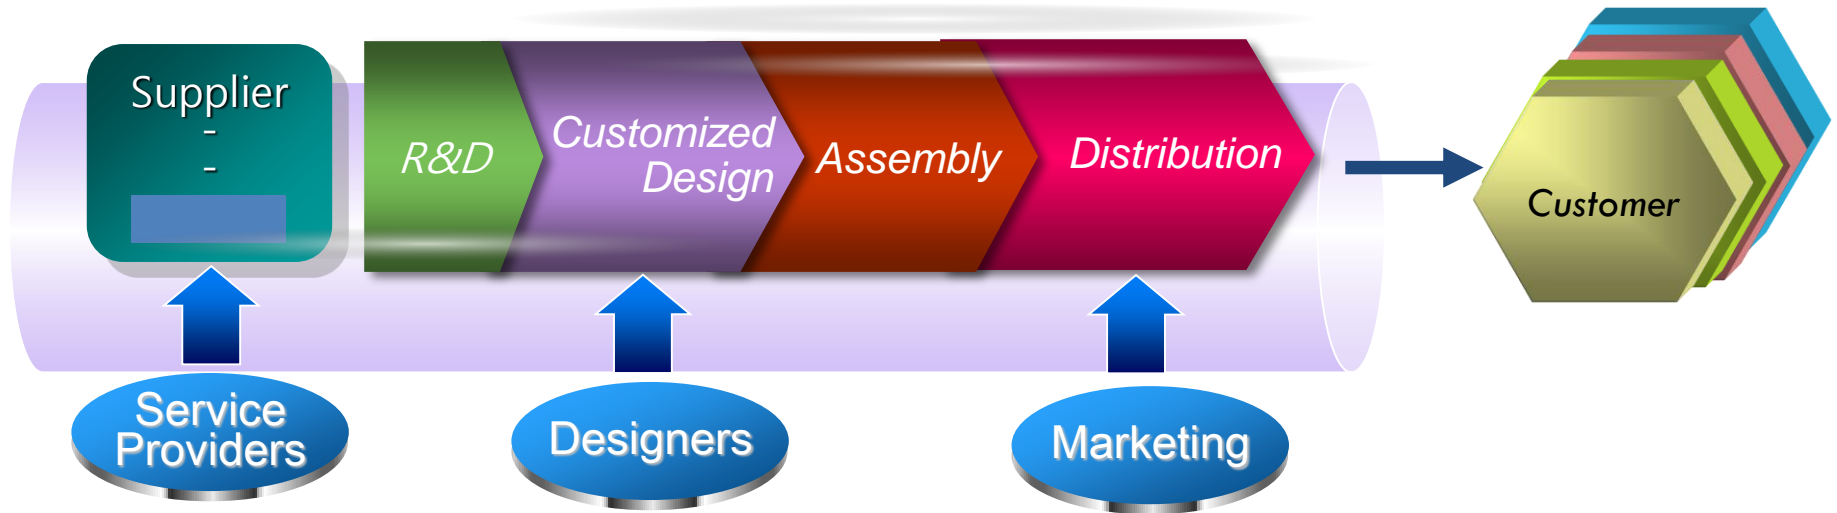 Supplier
-
-
R&D
Customized
Design
Assembly
Distribution
Customer
Service
Providers
Designers
Marketing